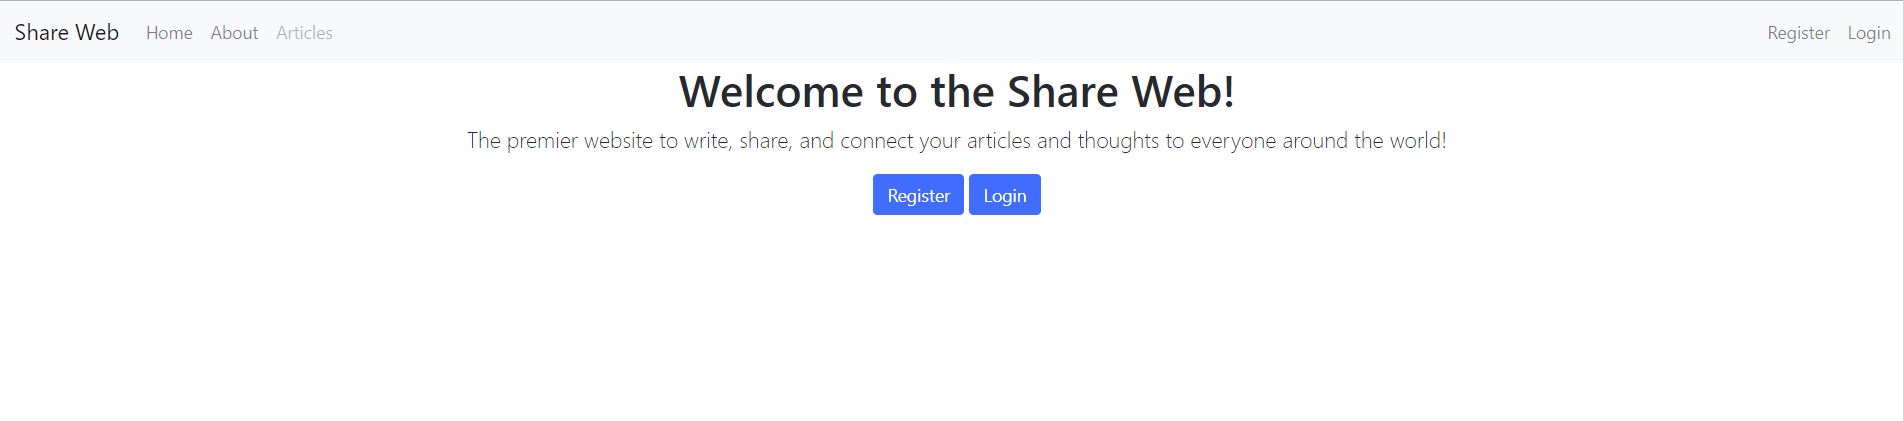 Share Web Home About Articles Register Login
Welcome to the Share Web!
The premier website to write, share, and connect your articles and thoughts to everyone around the world!
Register Login